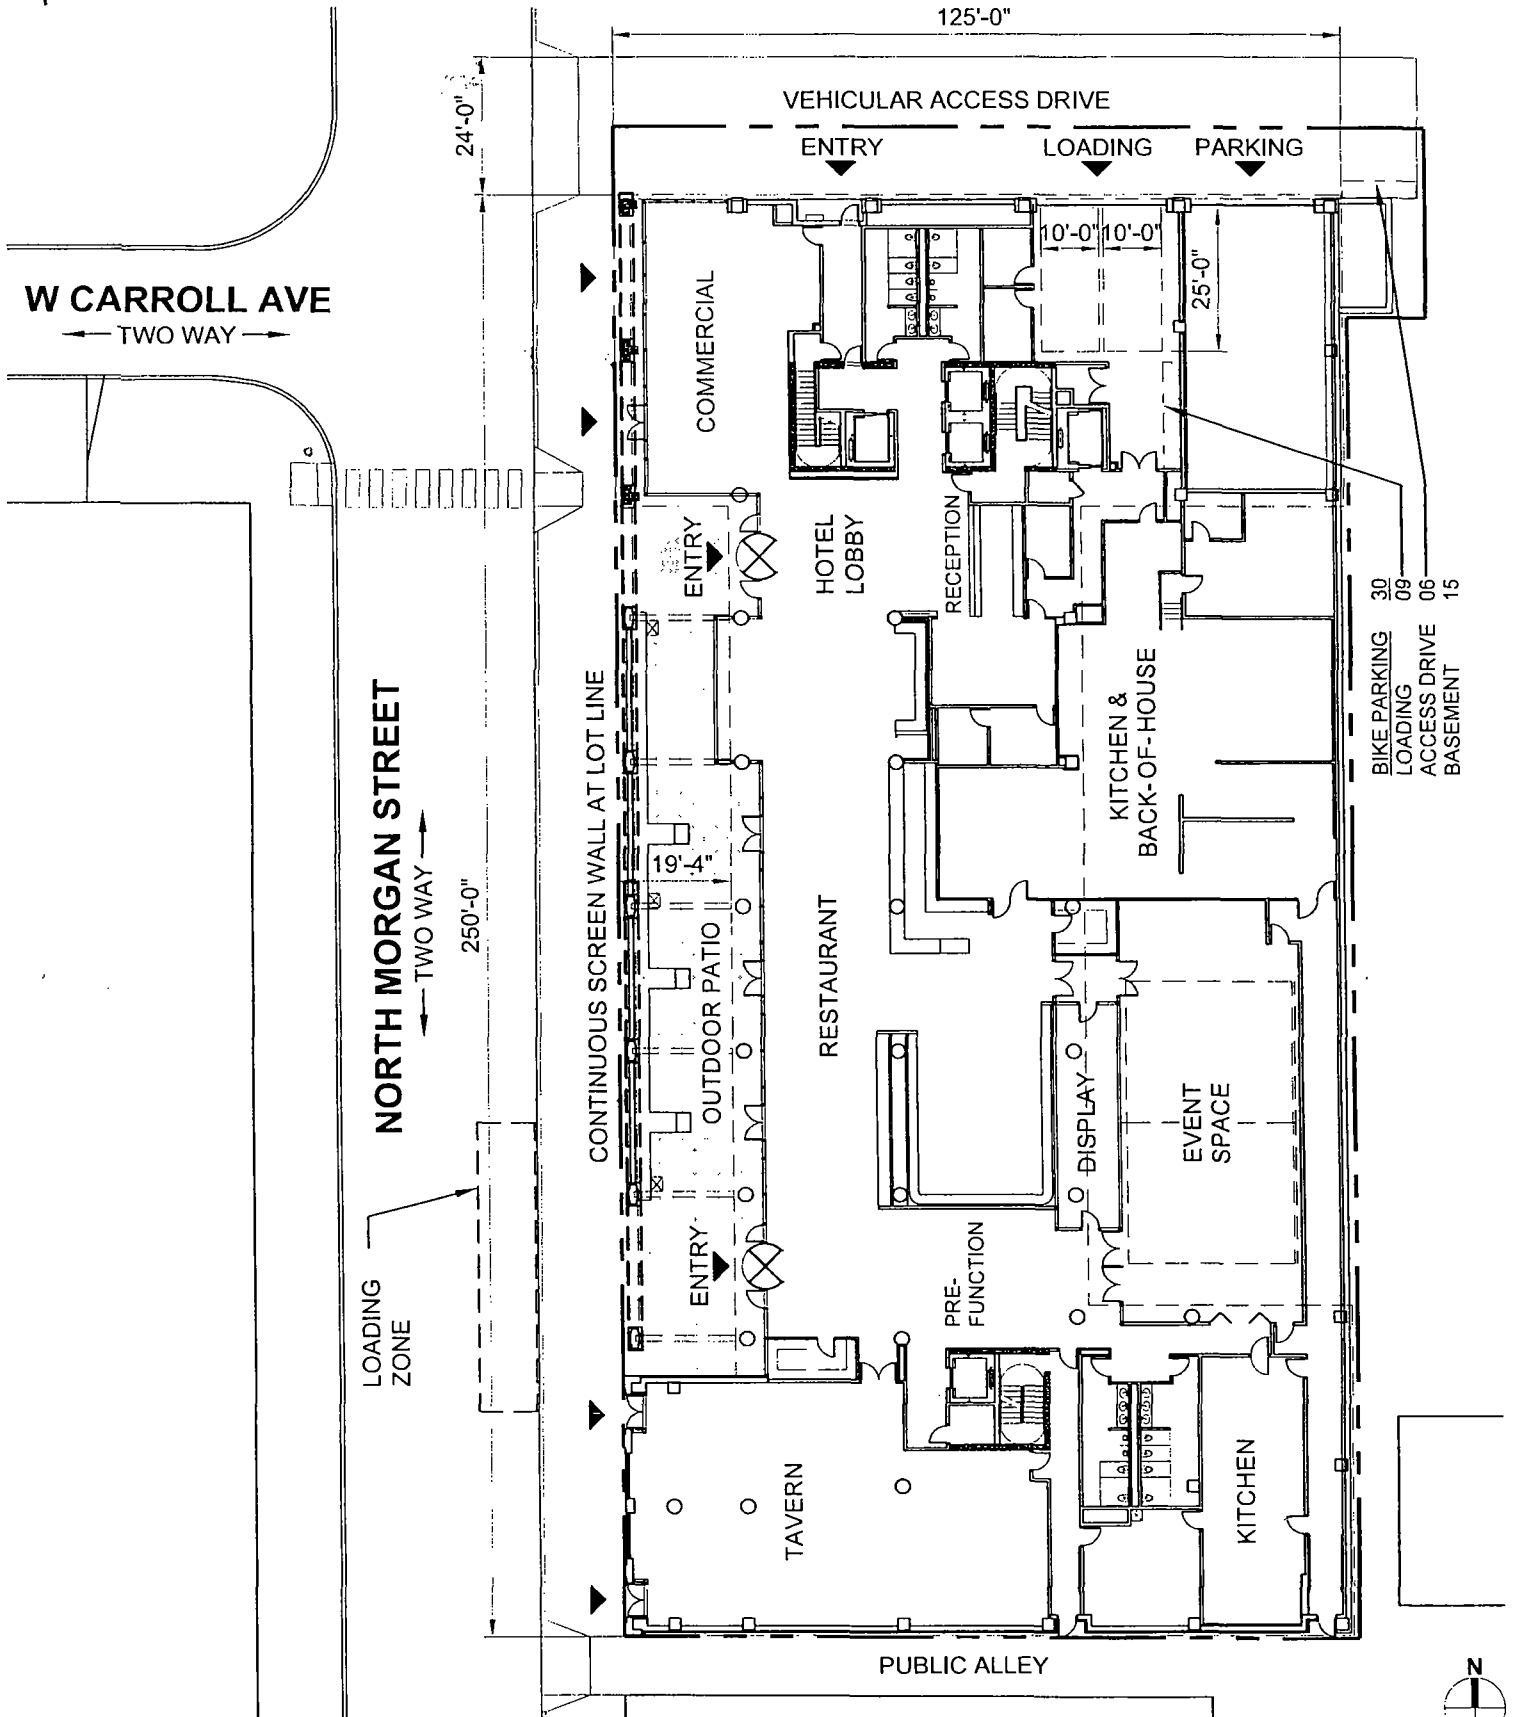 125'-0"
VEHICULAR ACCESS DRIVE
24'-0"
ENTRY
LOADING
PARKING
10'-0"
10'-0"
25'-0"
W CARROLL AVE
TWO WAY
COMMERCIAL
ENTRY
HOTEL
LOBBY
RECEPTION
BIKE PARKING 30
LOADING 09
ACCESS DRIVE 06
BASEMENT 15
CONTINUOUS SCREEN WALL AT LOT LINE
NORTH MORGAN STREET
TWO WAY
250'-0"
KITCHEN &
BACK-OF-HOUSE
19'-4"
OUTDOOR PATIO
RESTAURANT
DISPLAY
EVENT
SPACE
ENTRY
PRE-
FUNCTION
LOADING
ZONE
TAVERN
KITCHEN
PUBLIC ALLEY
N